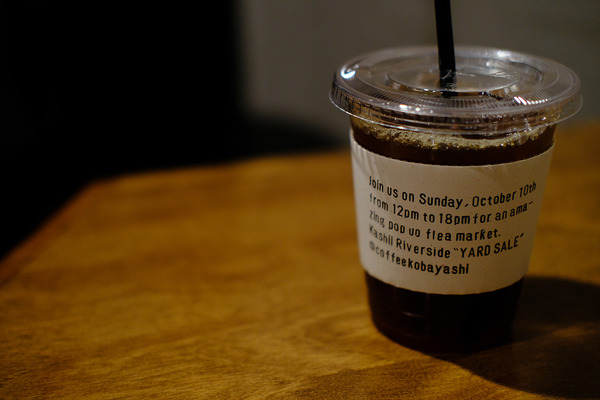 Join us on Sunday, October 10th
from 12pm to 18pm for an ama-
zing pop uo flea market.
Kashii Riverside "YARD SALE"
@coffeekobayashi